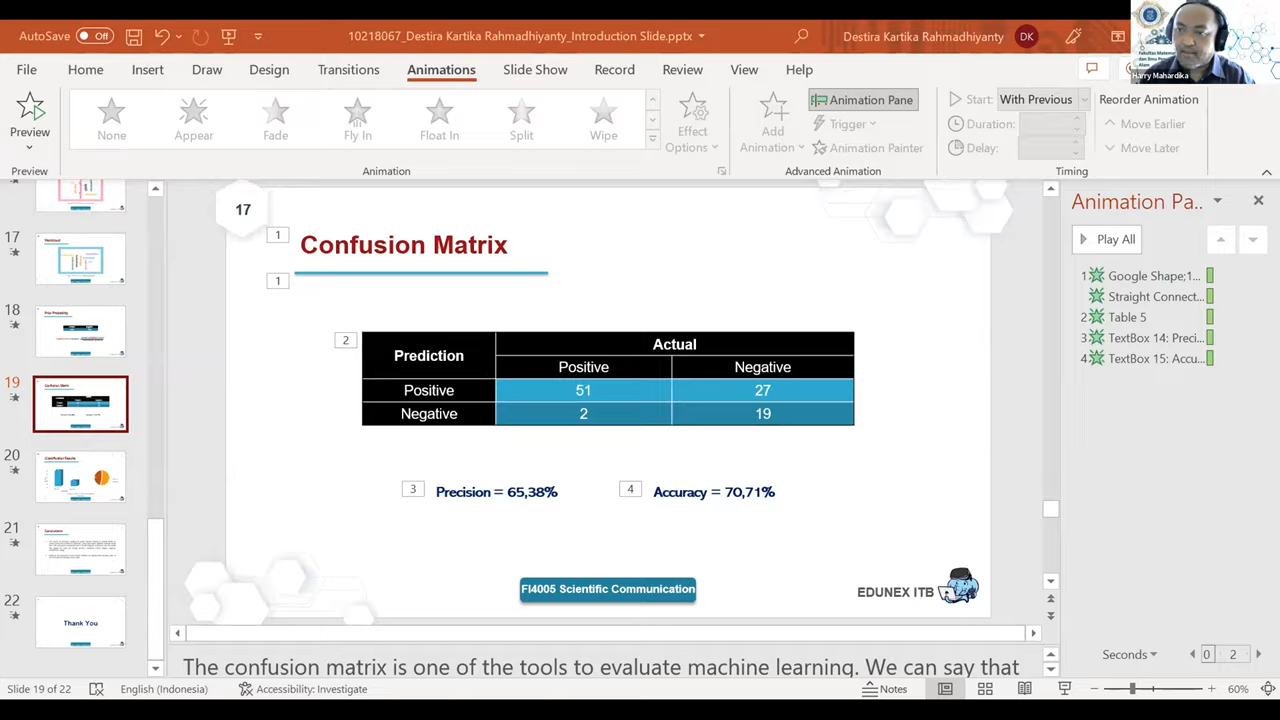 AutoSave Off
10218067_Destira Kartika Rahmadhiyanty_Introduction Slide.pptx
Destira Kartika Rahmadhiyanty DK
Harry Mahardika
File Home Insert Draw Design Transitions Animations Slide Show Record Review View Help
Preview
None Appear Fade Fly In Float In Split Wipe
Effect Options
Add Animation
Animation Pane
Trigger
Animation Painter
Start: With Previous
Duration:
Delay:
Reorder Animation
Move Earlier
Move Later
Preview Animation Advanced Animation Timing
17
18
19
20
21
22
Thank You
17
1
Confusion Matrix
1
2
Prediction Actual
Positive Negative
Positive 51 27
Negative 2 19
3 Precision = 65,38% 4 Accuracy = 70,71%
FI4005 Scientific Communication
EDUNEX ITB
The confusion matrix is one of the tools to evaluate machine learning. We can say that
Animation Pa..
Play All
1 Google Shape;1...
Straight Connect...
2 Table 5
3 TextBox 14: Preci...
4 TextBox 15: Accu...
Seconds 0 2
Slide 19 of 22 English (Indonesia) Accessibility: Investigate Notes 60%